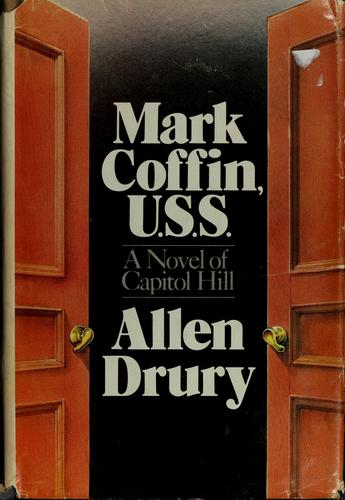 Mark
Coffin,
U.S.S.
A Novel of
Capitol Hill
Allen
Drury